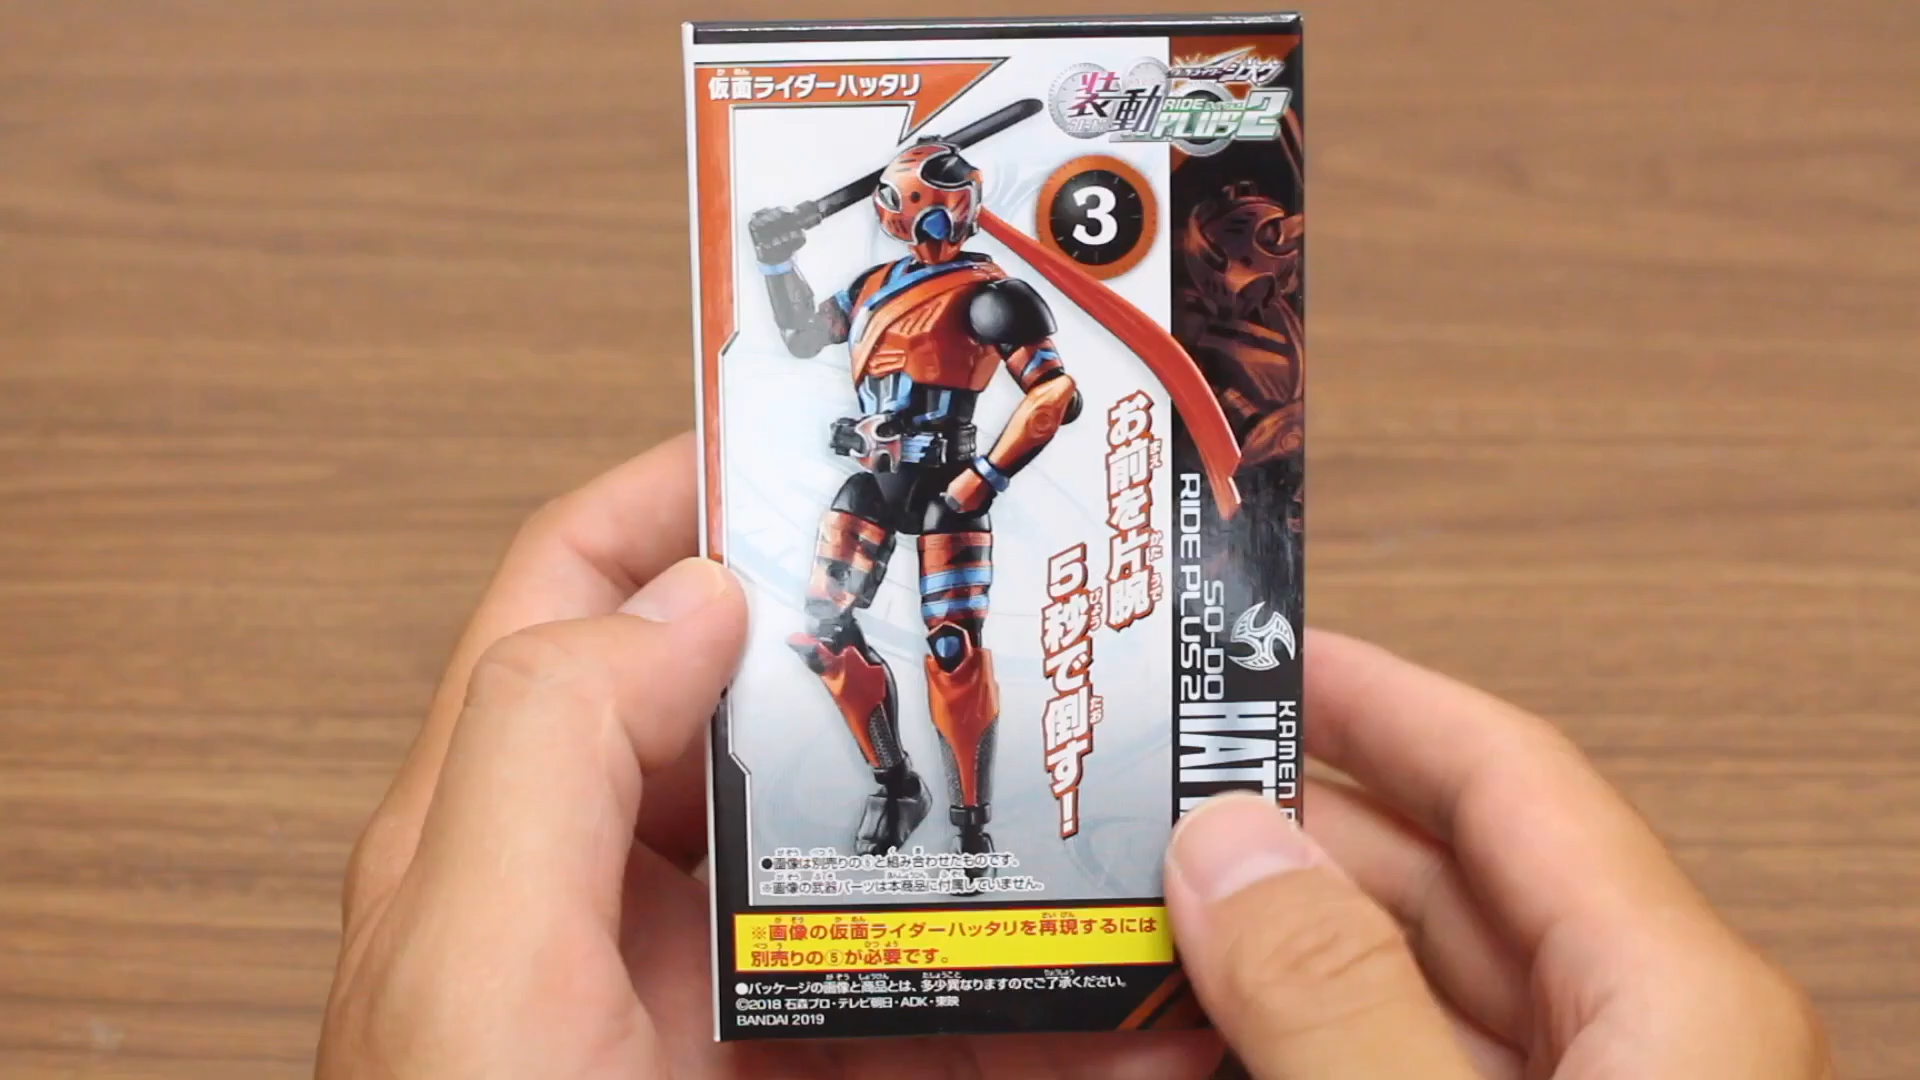 仮面ライダーハッタリ
装動
RIDE
PLUS2
3
お前を片腕
5秒で倒す!
RIDE PLUS 2
SO-DO
KAMEN
HAT
●画像は別売りの⑤と組み合わせたものです。
※画像の武器パーツは本商品に付属していません。
※画像の仮面ライダーハッタリを再現するには
別売りの⑤が必要です。
●パッケージの画像と商品とは、多少異なりますのでご了承ください。
©2018 石森プロ・テレビ朝日・ADK・東映
BANDAI 2019